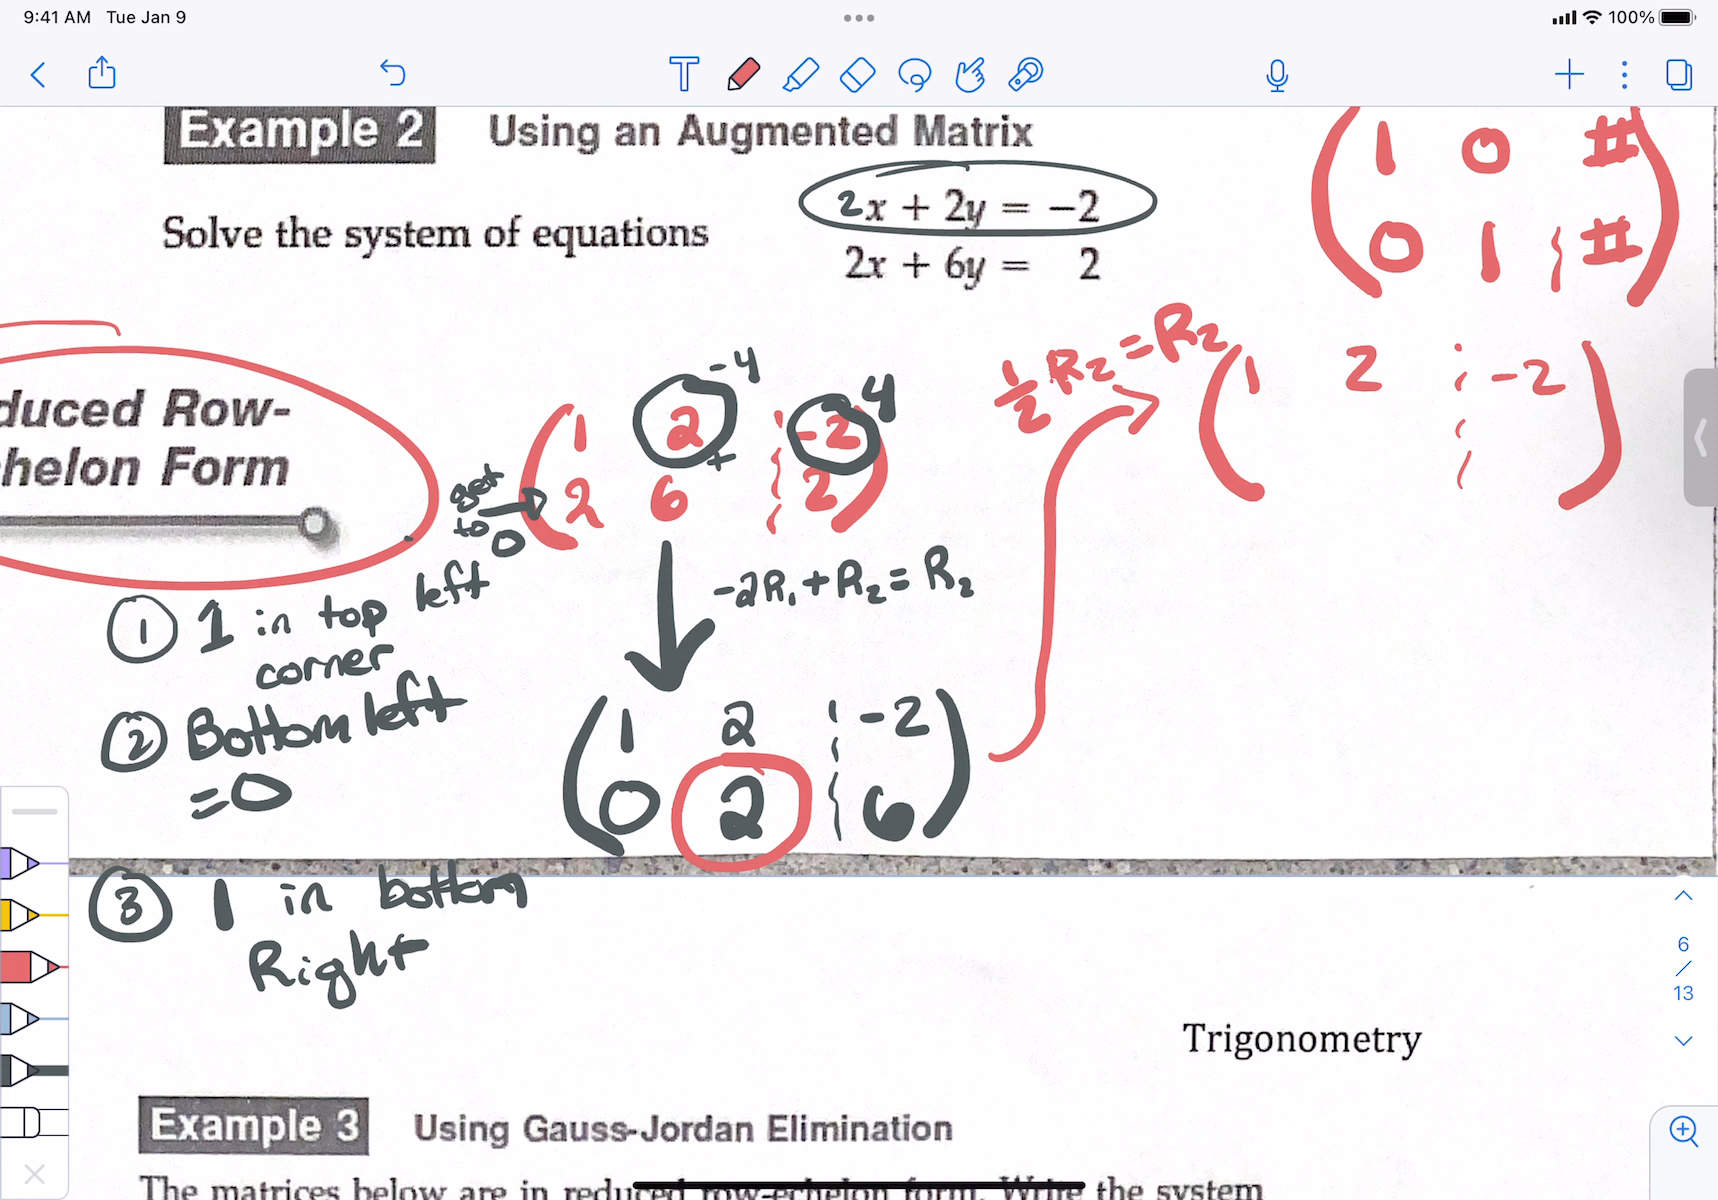 9:41 AM Tue Jan 9
100%
Example 2 Using an Augmented Matrix
Solve the system of equations
2x + 2y = −2
2x + 6y = 2
( 1 0 #
0 1 ¦ # )
duced Row-
helon Form
get
to
0
( 1 2 ¦ -2
2 6 ¦ 2 )
-4
+
4
-2R₁ + R₂ = R₂
( 1 2 ¦ -2
0 2 ¦ 6 )
½ R₂ = R₂
( 1 2 ¦ -2
¦ )
① 1 in top left
corner
② Bottom left
= 0
③ 1 in bottom
Right
6
/
13
Trigonometry
Example 3 Using Gauss-Jordan Elimination
The matrices below are in reduced row-echelon form. Write the system